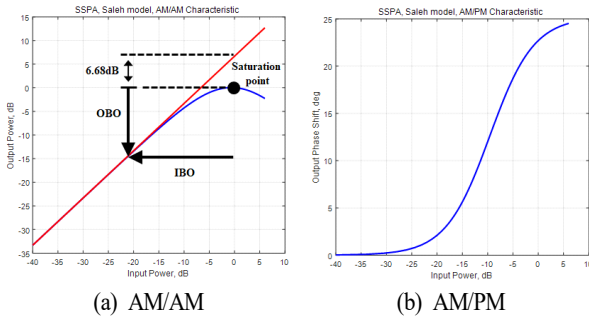 SSPA, Saleh model, AM/AM Characteristic
15
10
5
0
-5
-10
-15
-20
-25
-30
-35
Output Power, dB
6.68dB
Saturation
point
OBO
IBO
-40 -35 -30 -25 -20 -15 -10 -5 0 5 10
Input Power, dB
(a) AM/AM
SSPA, Saleh model, AM/PM Characteristic
25
20
15
10
5
0
Output Phase Shift, deg
-40 -35 -30 -25 -20 -15 -10 -5 0 5 10
Input Power, dB
(b) AM/PM